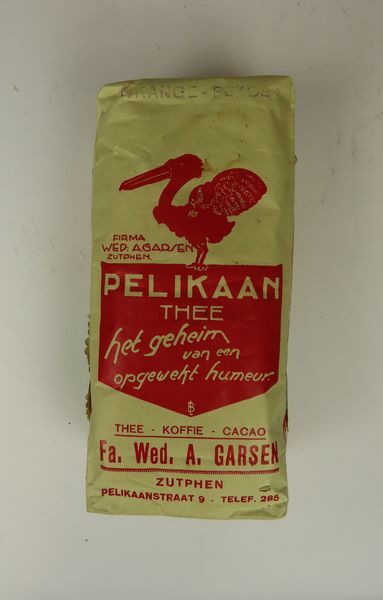 ORANGE-PEKOE
FIRMA
WED: A.GARSEN
ZUTPHEN.
PELIKAAN
THEE
het geheim
van een
opgewekt humeur.
THEE - KOFFIE - CACAO
Fa. Wed. A. GARSEN
ZUTPHEN
PELIKAANSTRAAT 9 - TELEF. 285